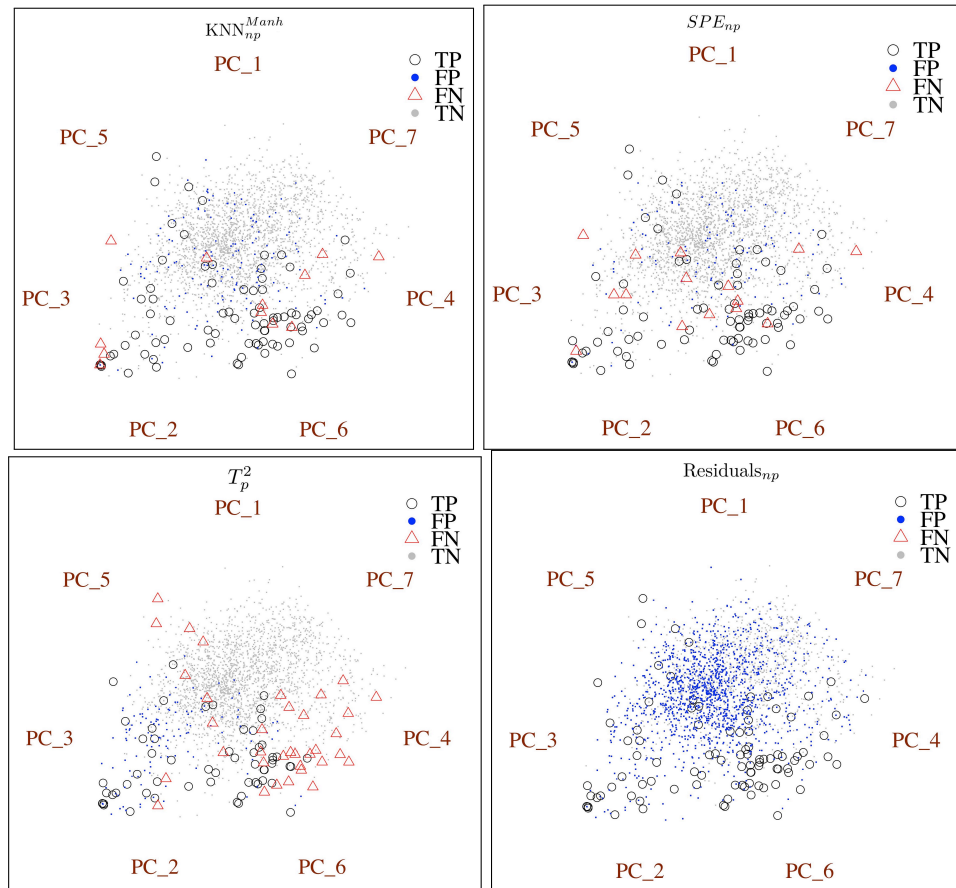 KNN_{np}^{Manh}
PC_1
TP
FP
FN
TN
PC_5
PC_7
PC_3
PC_4
PC_2
PC_6
SPE_{np}
PC_1
TP
FP
FN
TN
PC_5
PC_7
PC_3
PC_4
PC_2
PC_6
T_p^2
PC_1
TP
FP
FN
TN
PC_5
PC_7
PC_3
PC_4
PC_2
PC_6
Residuals_{np}
PC_1
TP
FP
FN
TN
PC_5
PC_7
PC_3
PC_4
PC_2
PC_6